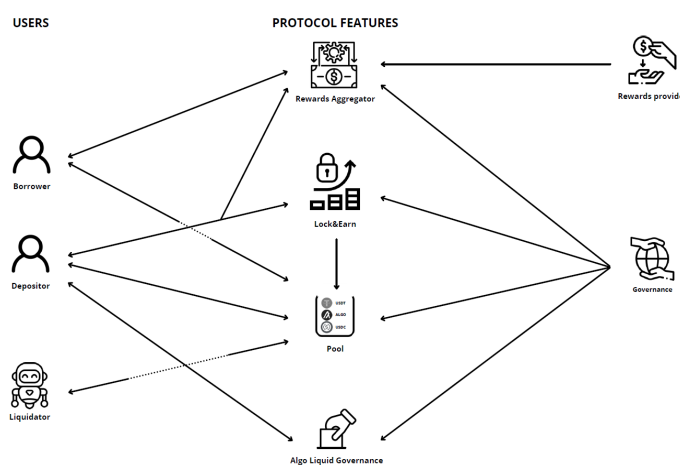 USERS
PROTOCOL FEATURES
Rewards Aggregator
Rewards provid
Borrower
Lock&Earn
Depositor
Governance
USDT
ALGO
USDC
Pool
Liquidator
Algo Liquid Governance